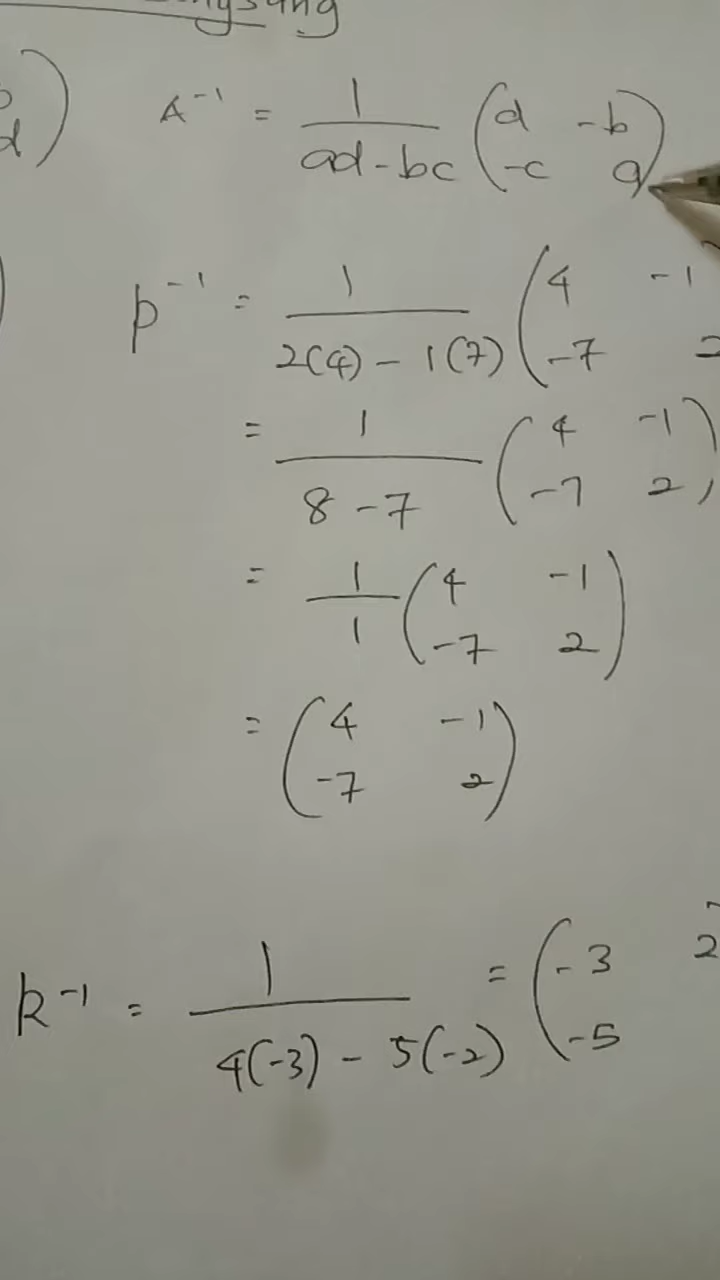 d) A⁻¹ = 1/(ad-bc) (d -b; -c a)
p⁻¹ = 1/(2(4) - 1(7)) (4 -1; -7 2
= 1/(8 - 7) (4 -1; -7 2)
= 1/1 (4 -1; -7 2)
= (4 -1; -7 2)
k⁻¹ = 1/(4(-3) - 5(-2)) = (-3 2; -5